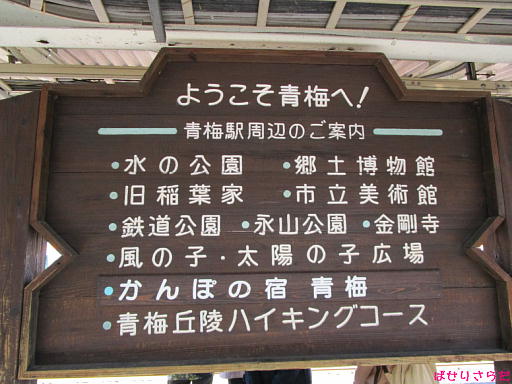 ようこそ青梅へ!
青梅駅周辺のご案内
・水の公園 ・郷土博物館
・旧稲葉家 ・市立美術館
・鉄道公園 ・永山公園 ・金剛寺
・風の子・太陽の子広場
・かんぽの宿 青梅
・青梅丘陵ハイキングコース
ぱせりさらだ